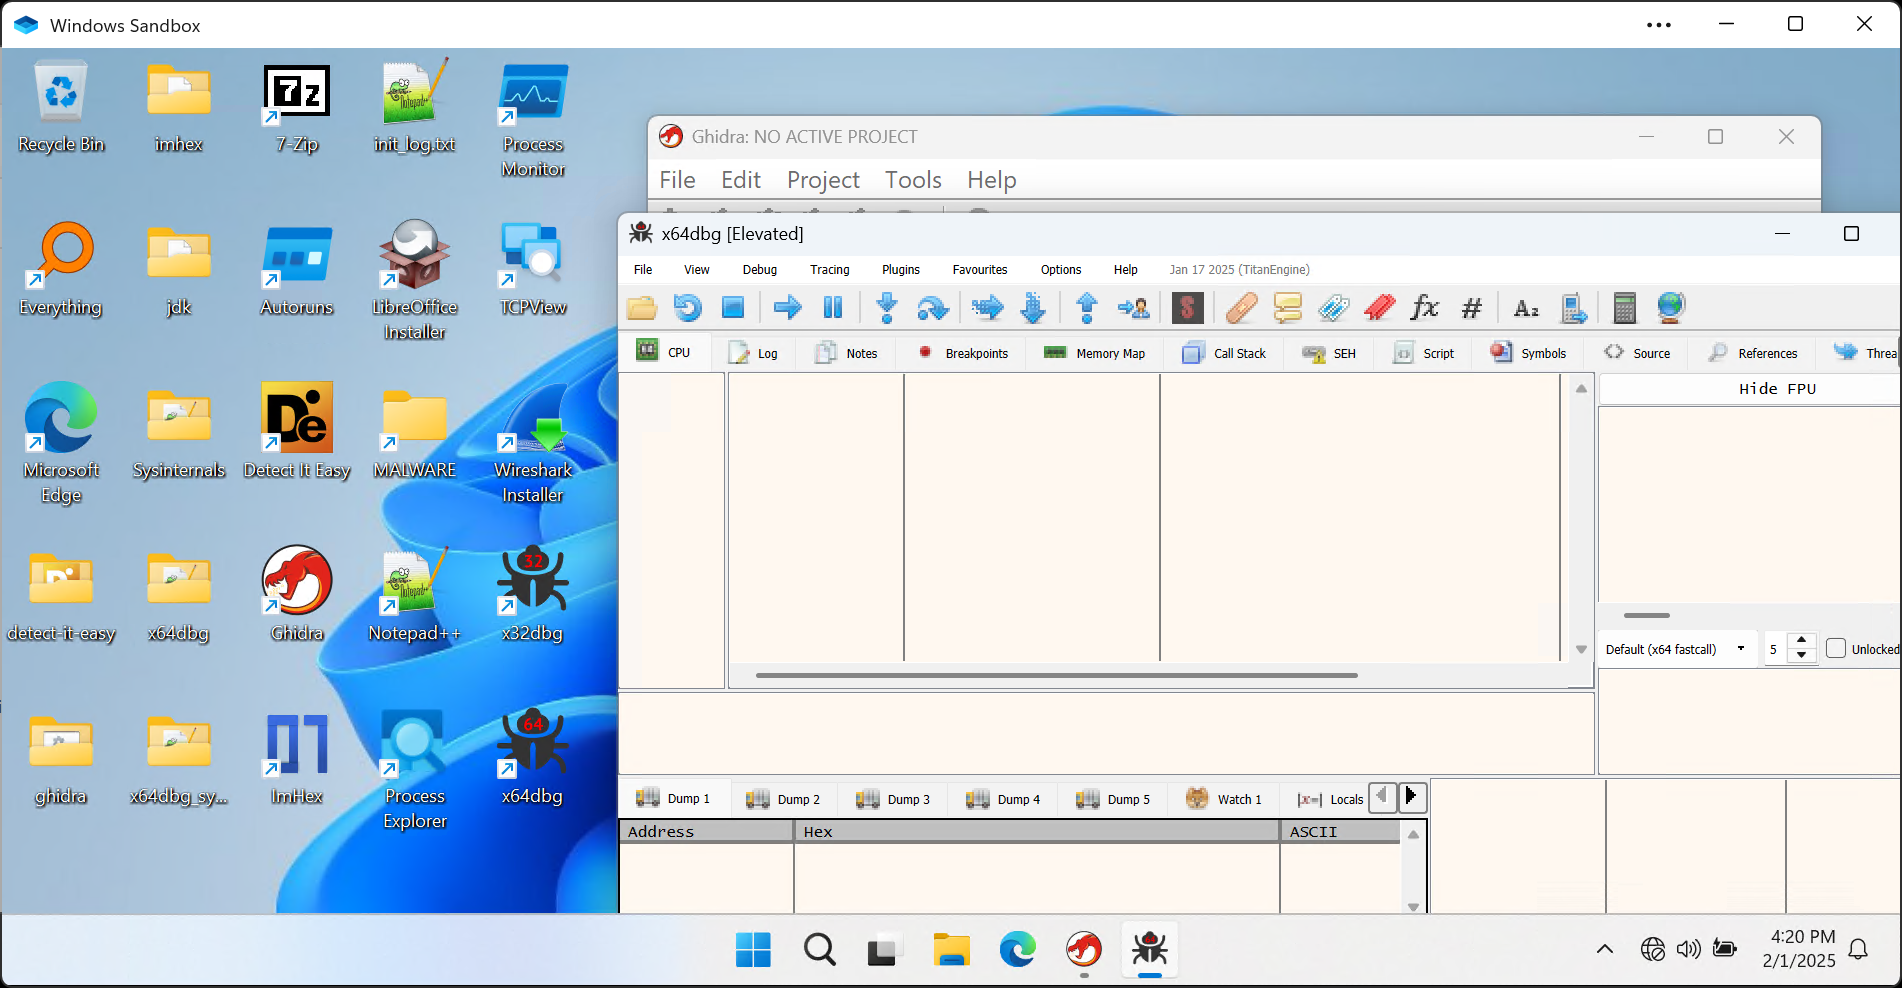 Windows Sandbox
Recycle Bin
imhex
7-Zip
init_log.txt
Process
Monitor
Everything
jdk
Autoruns
LibreOffice
Installer
TCPView
Microsoft
Edge
Sysinternals
Detect It Easy
MALWARE
Wireshark
Installer
detect-it-easy
x64dbg
Ghidra
Notepad++
32
x32dbg
ghidra
x64dbg_sy...
ImHex
Process
Explorer
64
x64dbg
Ghidra: NO ACTIVE PROJECT
File Edit Project Tools Help
x64dbg [Elevated]
File View Debug Tracing Plugins Favourites Options Help Jan 17 2025 (TitanEngine)
CPU Log Notes Breakpoints Memory Map Call Stack SEH Script Symbols Source References Threa
Hide FPU
Default (x64 fastcall) 5 Unlocked
Dump 1 Dump 2 Dump 3 Dump 4 Dump 5 Watch 1 Locals
Address Hex ASCII
4:20 PM
2/1/2025